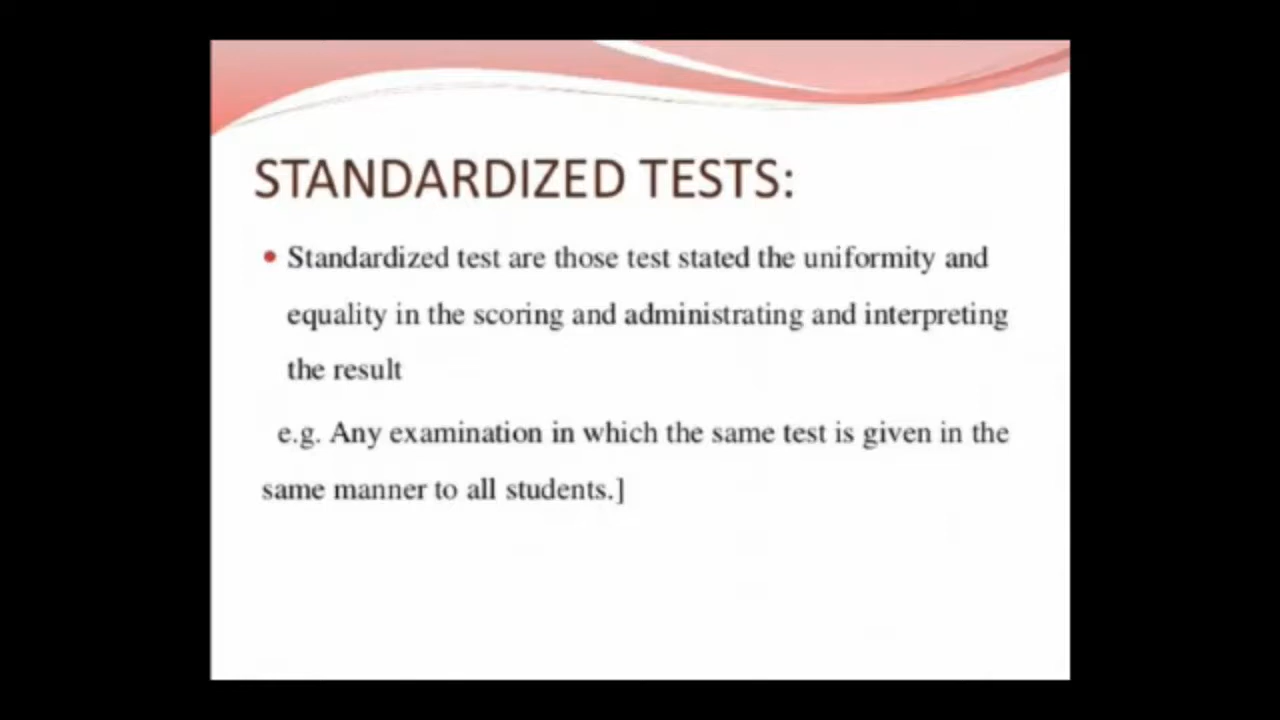 STANDARDIZED TESTS:
• Standardized test are those test stated the uniformity and
equality in the scoring and administrating and interpreting
the result
e.g. Any examination in which the same test is given in the
same manner to all students.]